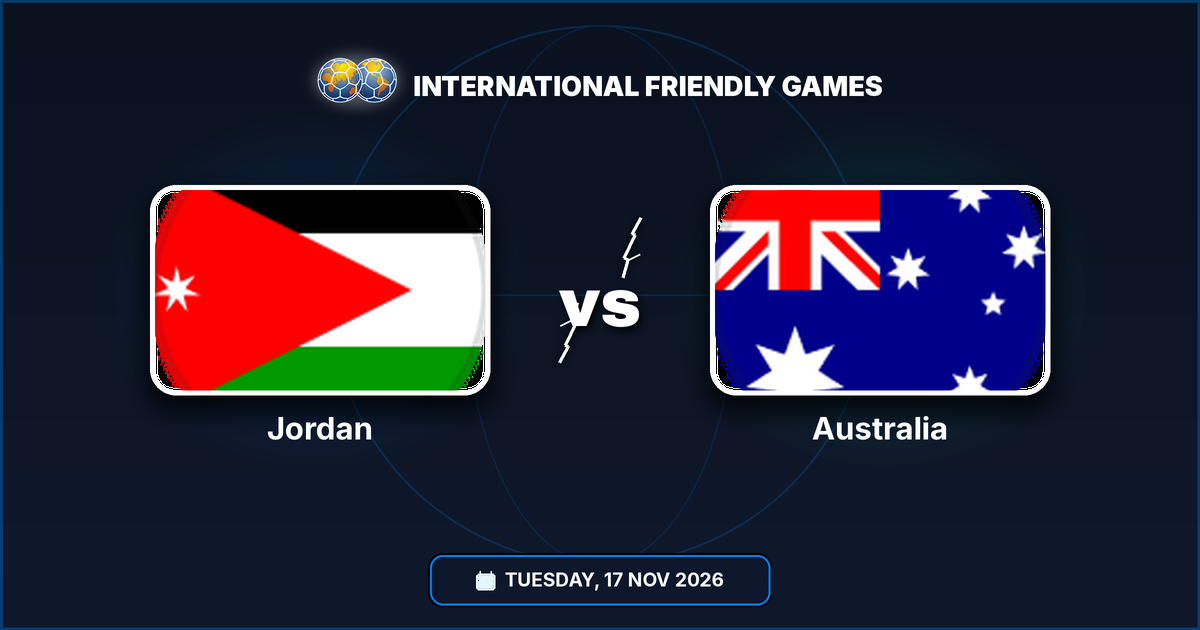 INTERNATIONAL FRIENDLY GAMES
vs
Jordan
Australia
TUESDAY, 17 NOV 2026